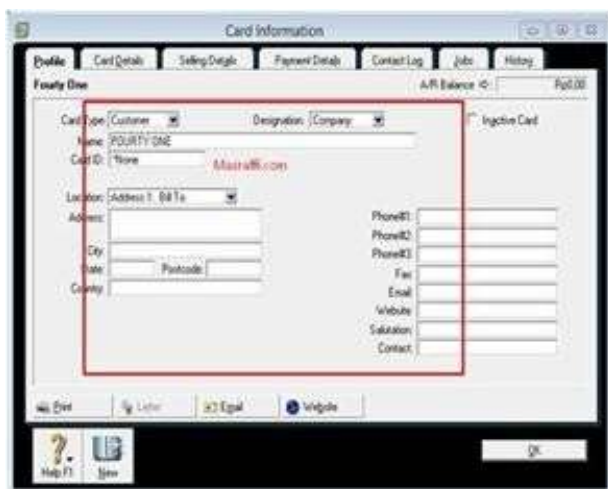 Card Information
Profile Card Details Selling Details Payment Details Contact Log Jobs History
Fourty One A/R Balance Rp0.00
Card Type: Customer Designation: Company Inactive Card
Name: FOURTY ONE
Card ID: *None
Masraffi.com
Location: Address 1: Bill To
Address:
Phone#1:
Phone#2:
City: Phone#3:
State: Postcode: Fax:
Country: Email:
Website:
Salutation:
Contact:
Print Letter Email Website
Help F1 New OK